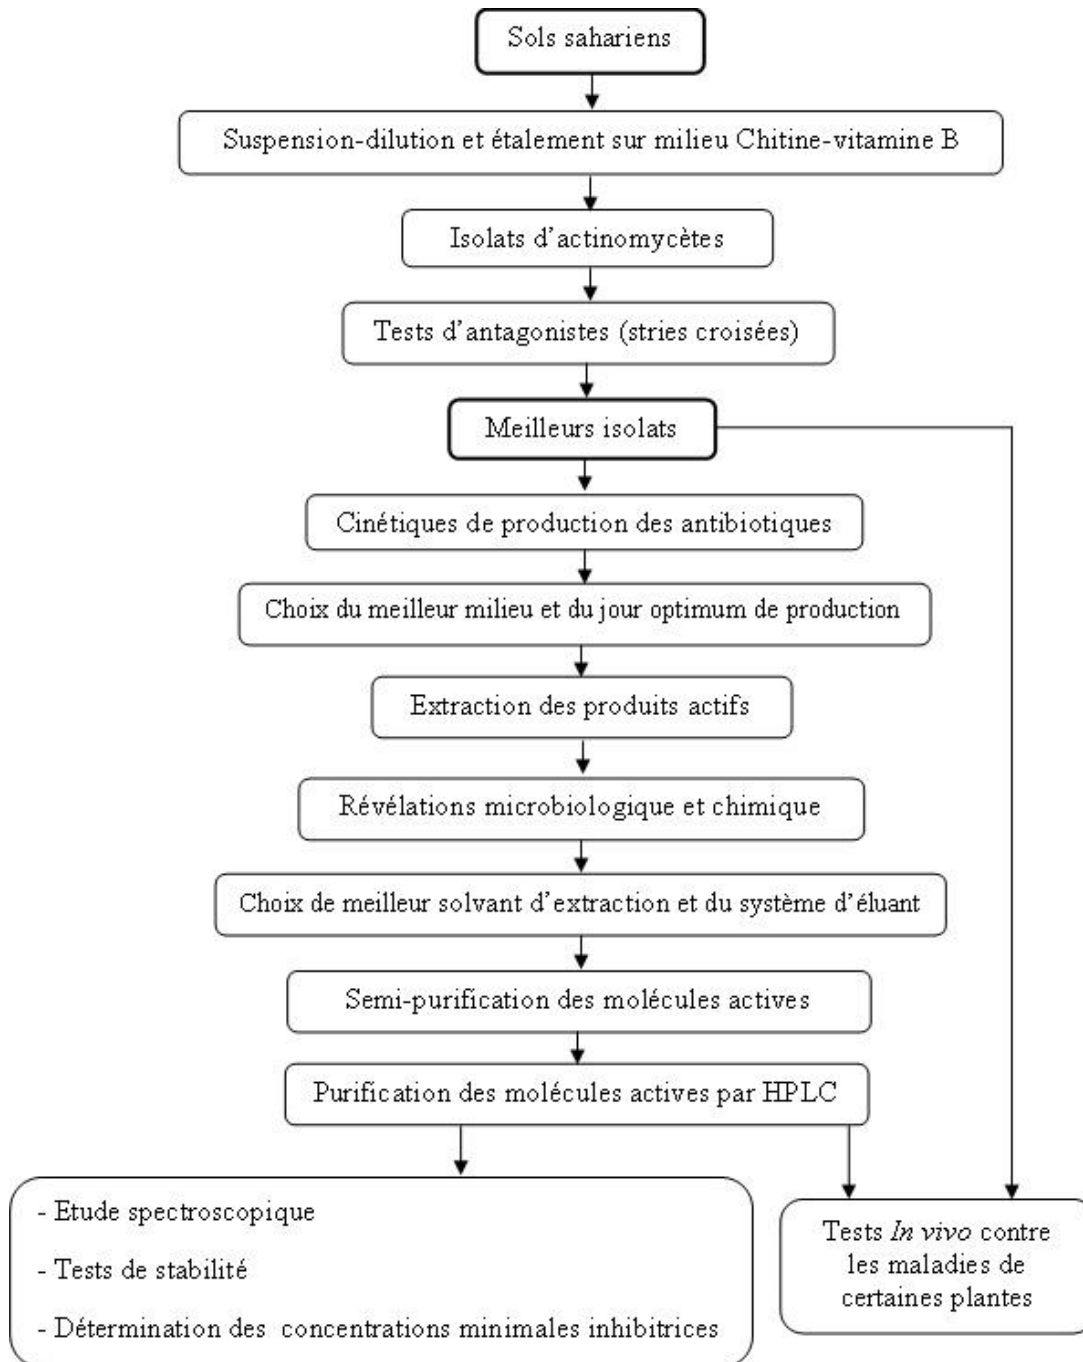 Sols sahariens
Suspension-dilution et étalement sur milieu Chitine-vitamine B
Isolats d'actinomycètes
Tests d'antagonistes (stries croisées)
Meilleurs isolats
Cinétiques de production des antibiotiques
Choix du meilleur milieu et du jour optimum de production
Extraction des produits actifs
Révélations microbiologique et chimique
Choix de meilleur solvant d'extraction et du système d'éluant
Semi-purification des molécules actives
Purification des molécules actives par HPLC
- Etude spectroscopique
- Tests de stabilité
- Détermination des concentrations minimales inhibitrices
Tests In vivo contre
les maladies de
certaines plantes